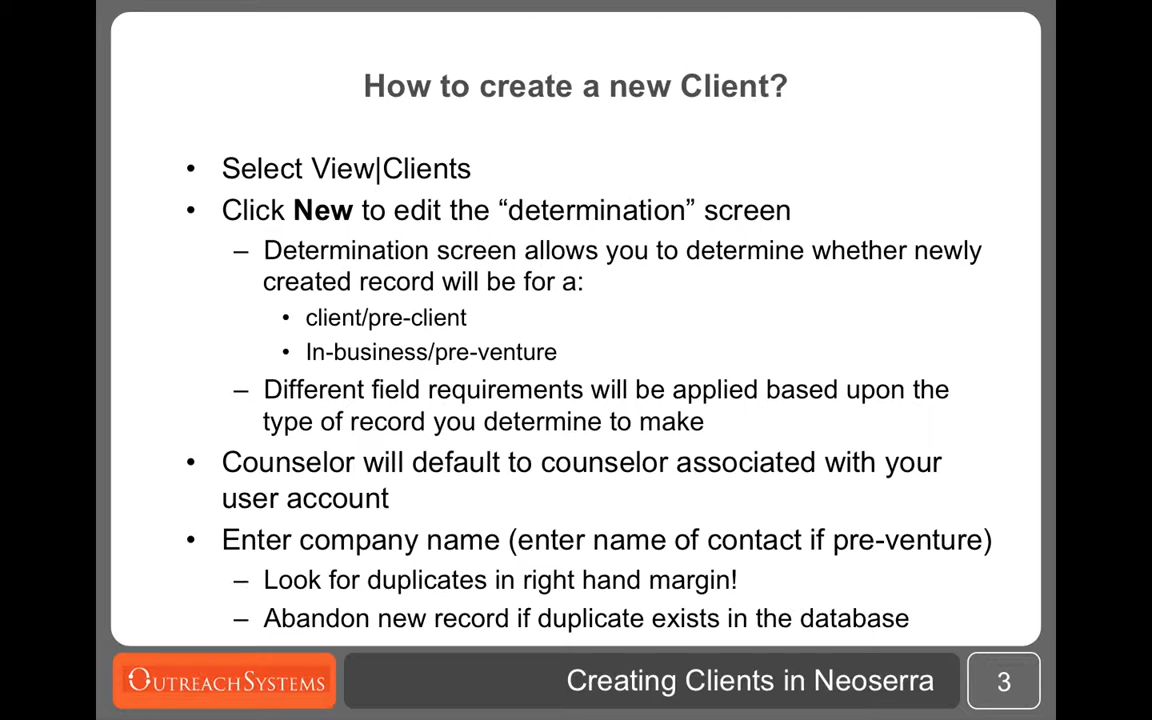 How to create a new Client?
• Select View|Clients
• Click New to edit the “determination” screen
– Determination screen allows you to determine whether newly
created record will be for a:
• client/pre-client
• In-business/pre-venture
– Different field requirements will be applied based upon the
type of record you determine to make
• Counselor will default to counselor associated with your
user account
• Enter company name (enter name of contact if pre-venture)
– Look for duplicates in right hand margin!
– Abandon new record if duplicate exists in the database
OUTREACHSYSTEMS
Creating Clients in Neoserra
3